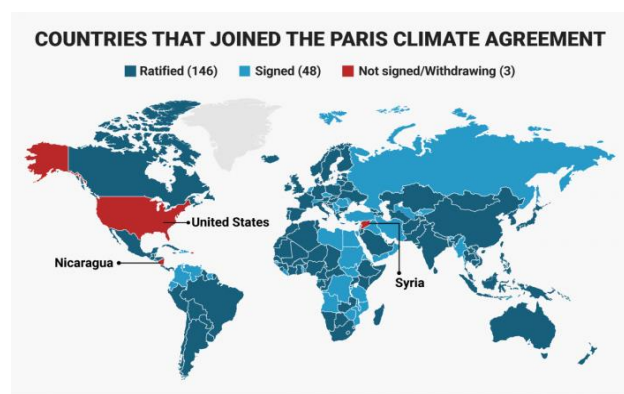 COUNTRIES THAT JOINED THE PARIS CLIMATE AGREEMENT
Ratified (146) Signed (48) Not signed/Withdrawing (3)
United States
Nicaragua
Syria